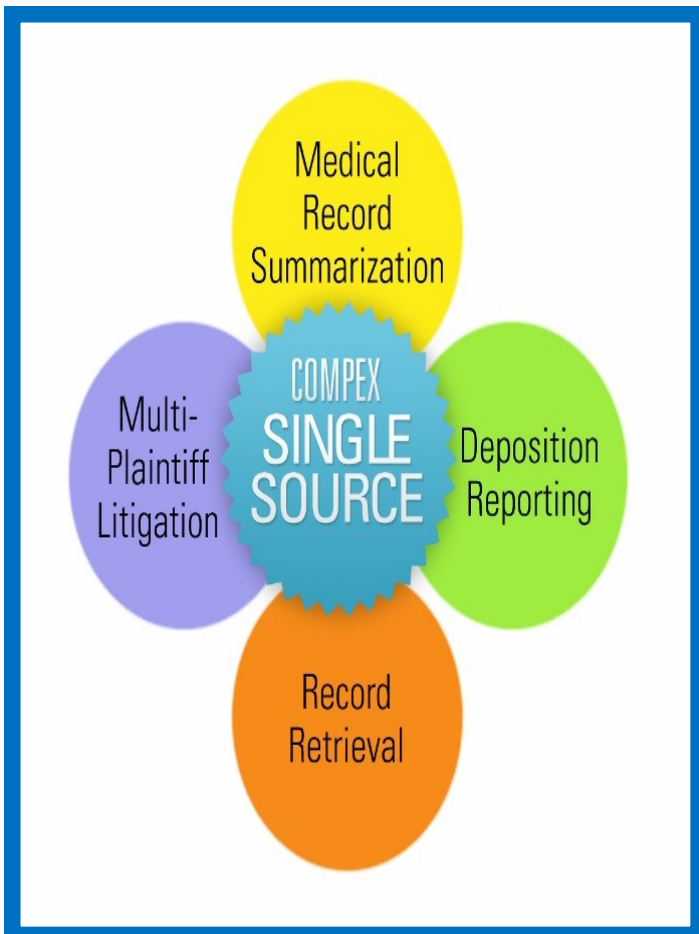 Medical
Record
Summarization
Multi-
Plaintiff
Litigation
COMPEX
SINGLE
SOURCE
Deposition
Reporting
Record
Retrieval